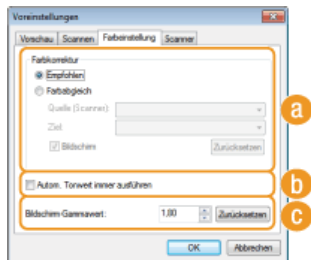 Voreinstellungen
Vorschau Scannen Farbeinstellung Scanner
Farbkorrektur
Empfohlen
Farbabgleich
Quelle (Scanner):
Ziel:
Bildschirm Zurücksetzen
a
Autom. Tonwert immer ausführen
b
Bildschirm-Gammawert: 1,00 Zurücksetzen
c
OK Abbrechen